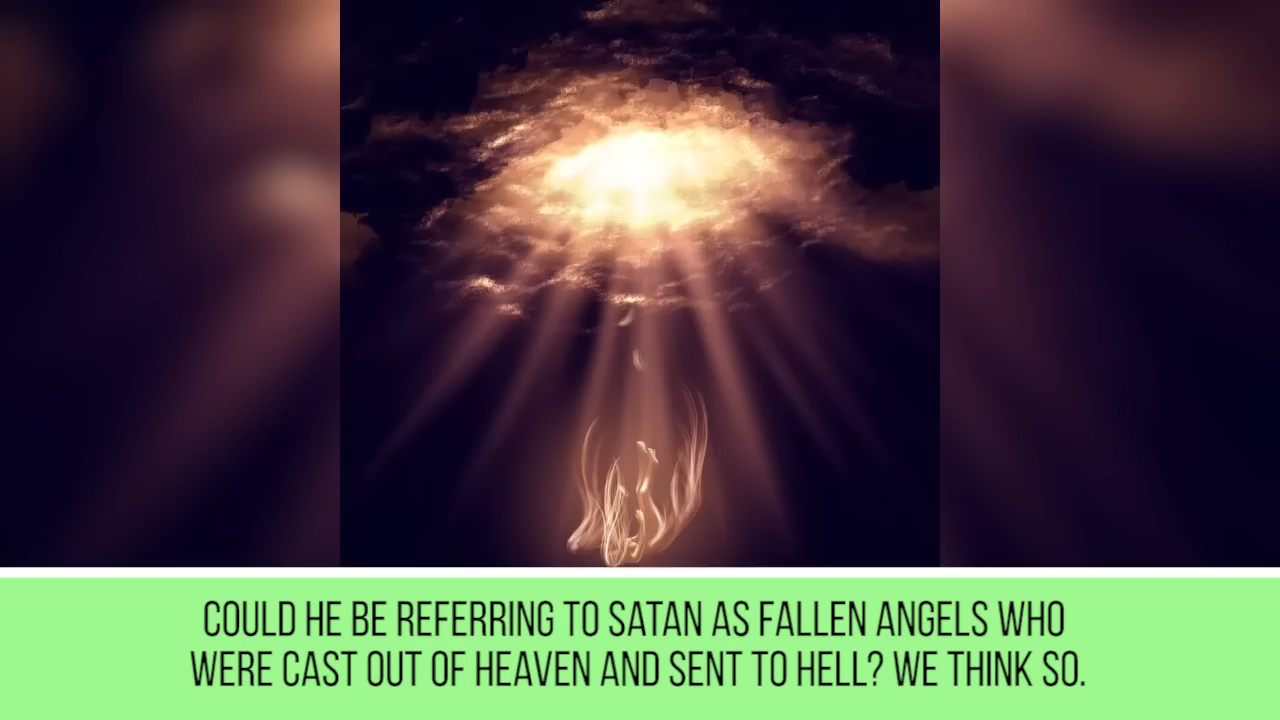 COULD HE BE REFERRING TO SATAN AS FALLEN ANGELS WHO
WERE CAST OUT OF HEAVEN AND SENT TO HELL? WE THINK SO.